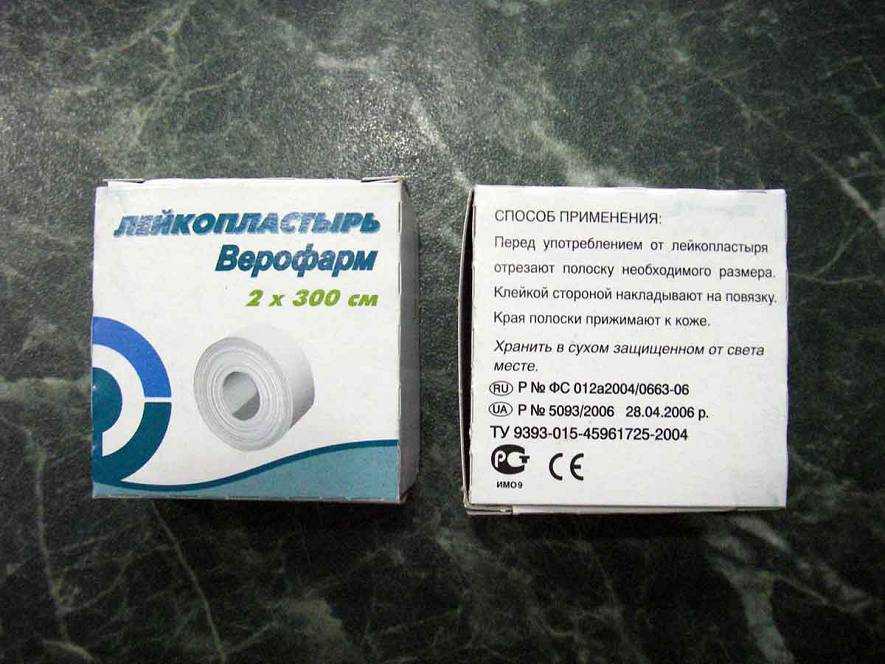 ЛЕЙКОПЛАСТЫРЬ
Верофарм
2 х 300 см
СПОСОБ ПРИМЕНЕНИЯ:
Перед употреблением от лейкопластыря
отрезают полоску необходимого размера.
Клейкой стороной накладывают на повязку.
Края полоски прижимают к коже.
Хранить в сухом защищенном от света
месте.
RU Р № ФС 012а2004/0663-06
UA Р № 5093/2006 28.04.2006 р.
ТУ 9393-015-45961725-2004
РСТ CE
ИМО9